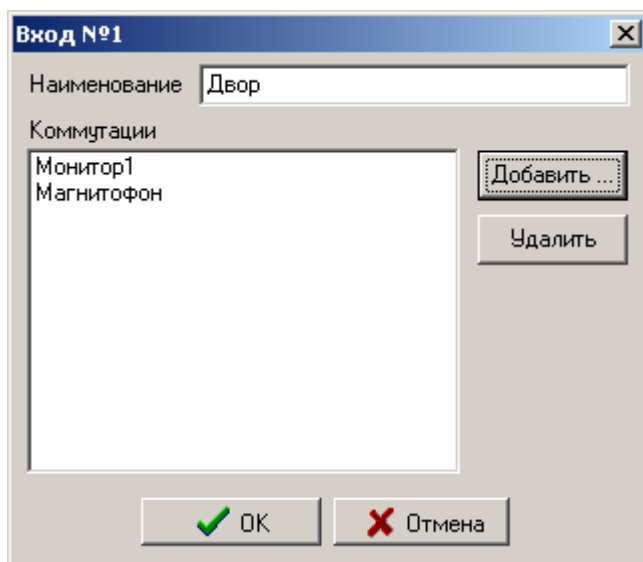 Вход №1
Наименование Двор
Коммутации
Монитор1
Магнитофон
Добавить ...
Удалить
OK Отмена